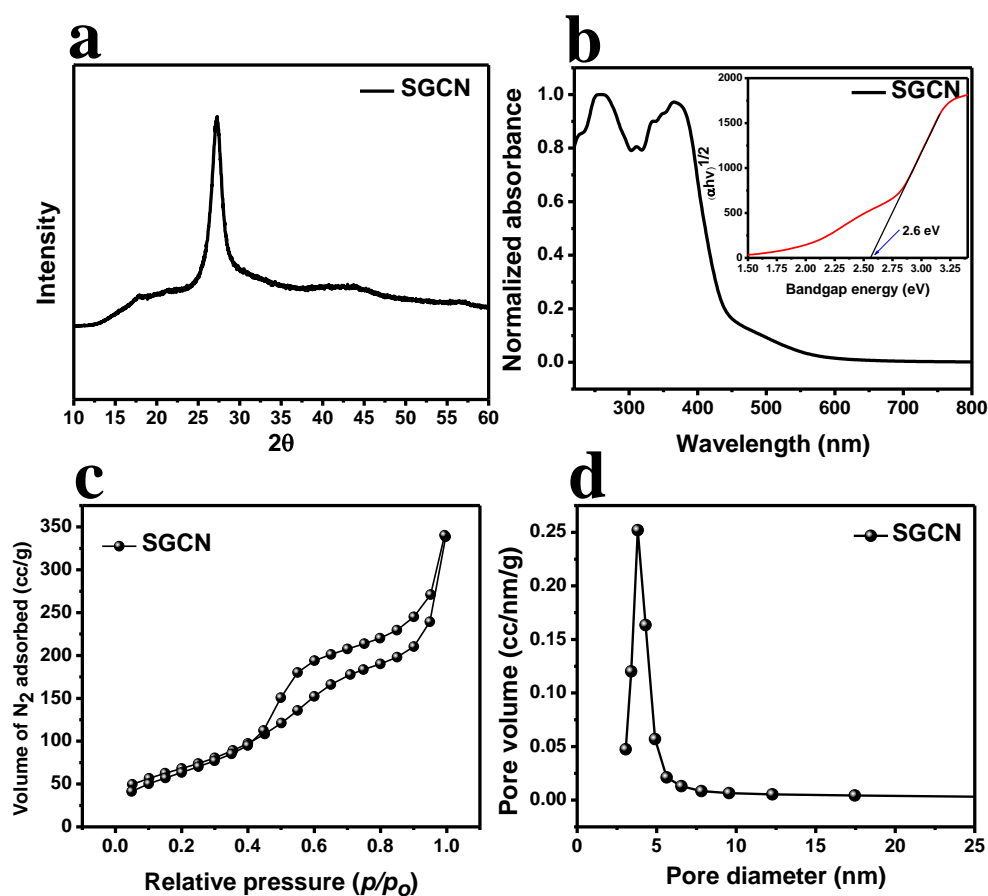 a
SGCN
Intensity
10 15 20 25 30 35 40 45 50 55 60
2θ
b
SGCN
Normalized absorbance
1.0
0.8
0.6
0.4
0.2
0.0
300 400 500 600 700 800
Wavelength (nm)
(αhν)1/2
2000
1500
1000
500
0
2.6 eV
1.50 1.75 2.00 2.25 2.50 2.75 3.00 3.25
Bandgap energy (eV)
c
SGCN
Volume of N2 adsorbed (cc/g)
350
300
250
200
150
100
50
0
0.0 0.2 0.4 0.6 0.8 1.0
Relative pressure (p/po)
d
SGCN
Pore volume (cc/nm/g)
0.25
0.20
0.15
0.10
0.05
0.00
0 5 10 15 20 25
Pore diameter (nm)